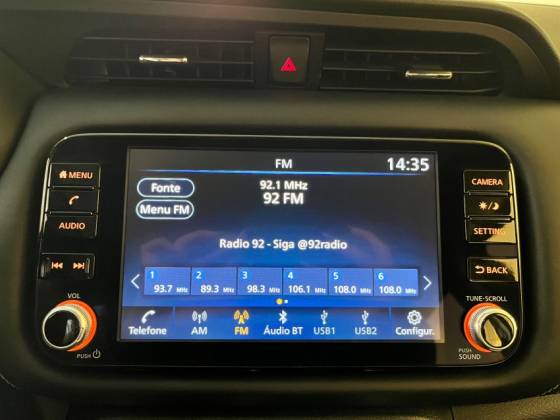 FM
14:35
Fonte
92.1 MHz
92 FM
Menu FM
Radio 92 - Siga @92radio
1 2 3 4 5 6
93.7 MHz 89.3 MHz 98.3 MHz 106.1 MHz 108.0 MHz 108.0 MHz
Telefone AM FM Áudio BT USB1 USB2 Configur.
MENU
AUDIO
VOL
PUSH
CAMERA
SETTING
BACK
TUNE-SCROLL
PUSH
SOUND